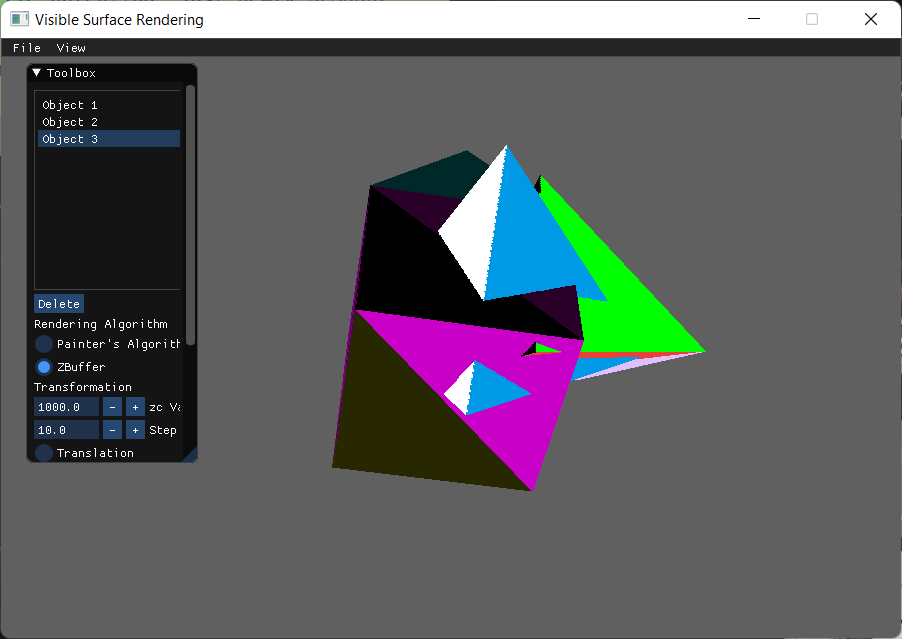 Visible Surface Rendering
File View
Toolbox
Object 1
Object 2
Object 3
Delete
Rendering Algorithm
Painter's Algorith
ZBuffer
Transformation
1000.0 - + zc Va
10.0 - + Step
Translation